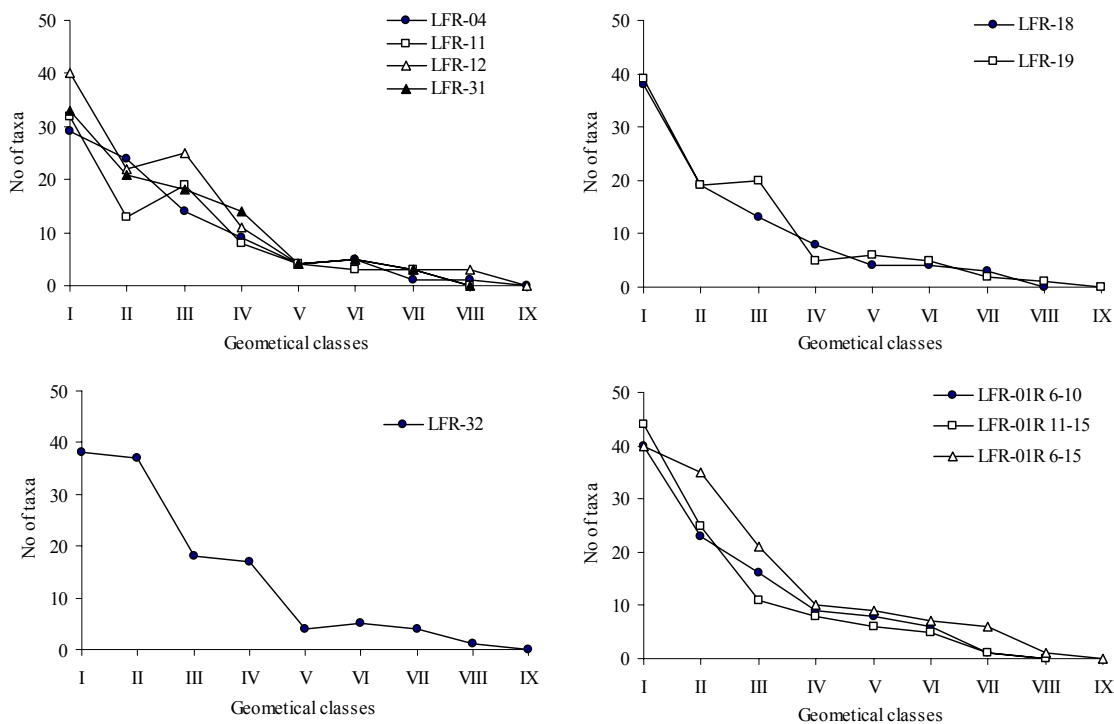 LFR-04
LFR-11
LFR-12
LFR-31
50
40
30
20
10
0
No of taxa
I II III IV V VI VII VIII IX
Geometical classes
LFR-18
LFR-19
50
40
30
20
10
0
No of taxa
I II III IV V VI VII VIII IX
Geometical classes
LFR-32
50
40
30
20
10
0
No of taxa
I II III IV V VI VII VIII IX
Geometical classes
LFR-01R 6-10
LFR-01R 11-15
LFR-01R 6-15
50
40
30
20
10
0
No of taxa
I II III IV V VI VII VIII IX
Geometical classes